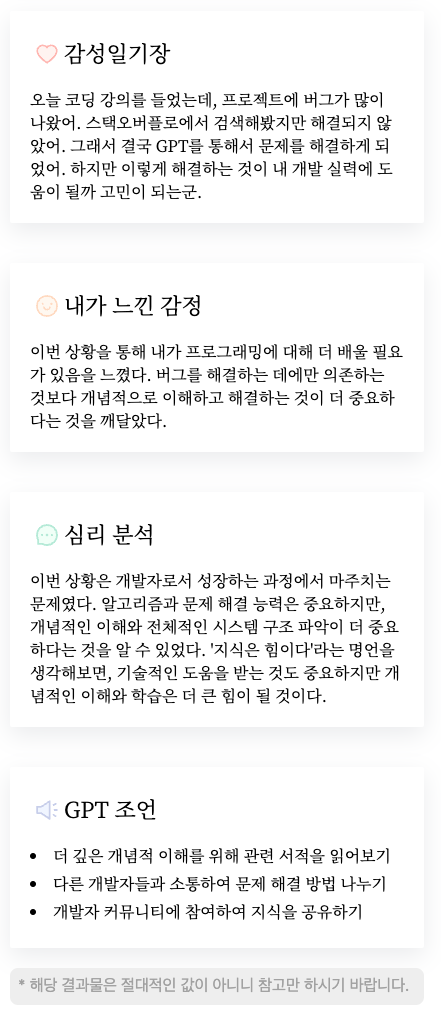 감성일기장
오늘 코딩 강의를 들었는데, 프로젝트에 버그가 많이
나왔어. 스택오버플로에서 검색해봤지만 해결되지 않
았어. 그래서 결국 GPT를 통해서 문제를 해결하게 되
었어. 하지만 이렇게 해결하는 것이 내 개발 실력에 도
움이 될까 고민이 되는군.
내가 느낀 감정
이번 상황을 통해 내가 프로그래밍에 대해 더 배울 필요
가 있음을 느꼈다. 버그를 해결하는 데에만 의존하는
것보다 개념적으로 이해하고 해결하는 것이 더 중요하
다는 것을 깨달았다.
심리 분석
이번 상황은 개발자로서 성장하는 과정에서 마주치는
문제였다. 알고리즘과 문제 해결 능력은 중요하지만,
개념적인 이해와 전체적인 시스템 구조 파악이 더 중요
하다는 것을 알 수 있었다. '지식은 힘이다'라는 명언을
생각해보면, 기술적인 도움을 받는 것도 중요하지만 개
념적인 이해와 학습은 더 큰 힘이 될 것이다.
GPT 조언
• 더 깊은 개념적 이해를 위해 관련 서적을 읽어보기
• 다른 개발자들과 소통하여 문제 해결 방법 나누기
• 개발자 커뮤니티에 참여하여 지식을 공유하기
* 해당 결과물은 절대적인 값이 아니니 참고만 하시기 바랍니다.